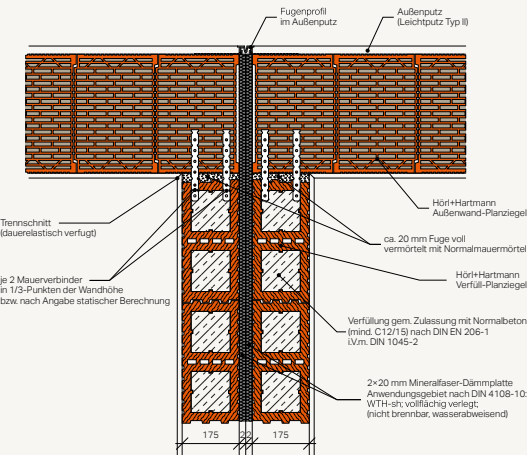 Fugenprofil
im Außenputz
Außenputz
(Leichtputz Typ II)
Trennschnitt
(dauerelastisch verfugt)
je 2 Mauerverbinder
in 1/3-Punkten der Wandhöhe
bzw. nach Angabe statischer Berechnung
Hörl+Hartmann
Außenwand-Planziegel
ca. 20 mm Fuge voll
vermörtelt mit Normalmauermörtel
Hörl+Hartmann
Verfüll-Planziegel
Verfüllung gem. Zulassung mit Normalbeton
(mind. C12/15) nach DIN EN 206-1
i.V.m. DIN 1045-2
2×20 mm Mineralfaser-Dämmplatte
Anwendungsgebiet nach DIN 4108-10:
WTH-sh; vollflächig verlegt;
(nicht brennbar, wasserabweisend)
175 22 175